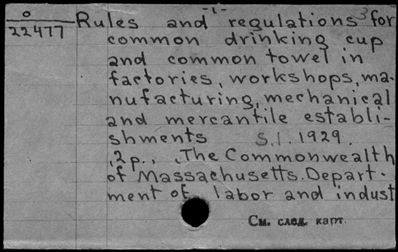 -1-
0
22477
Rules and regulations for
common drinking cup
and common towel in
factories, workshops, ma-
nufacturing, mechanical
and mercantile establi-
shments S.l. 1929.
2p., The Commonwealth
of Massachusetts. Depart-
ment of labor and indust
См. след. карт.